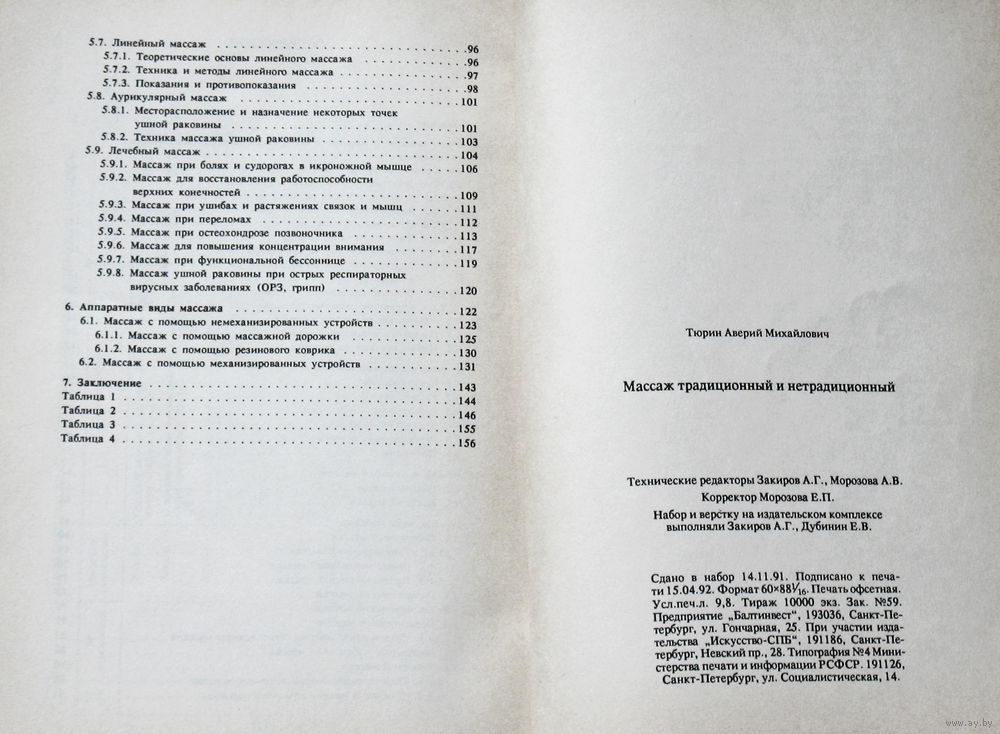 5.7. Линейный массаж . . . . . . . . . . . . . . . . . . . . . . . . . . . .96
5.7.1. Теоретические основы линейного массажа . . . . . . . . . . . .96
5.7.2. Техника и методы линейного массажа . . . . . . . . . . . . . .97
5.7.3. Показания и противопоказания . . . . . . . . . . . . . . . . . .98
5.8. Аурикулярный массаж . . . . . . . . . . . . . . . . . . . . . . . . .101
5.8.1. Месторасположение и назначение некоторых точек
ушной раковины . . . . . . . . . . . . . . . . . . . . . . . . .101
5.8.2. Техника массажа ушной раковины . . . . . . . . . . . . . . . .103
5.9. Лечебный массаж . . . . . . . . . . . . . . . . . . . . . . . . . . . .104
5.9.1. Массаж при болях и судорогах в икроножной мышце . . . . .106
5.9.2. Массаж для восстановления работоспособности
верхних конечностей . . . . . . . . . . . . . . . . . . . . . .109
5.9.3. Массаж при ушибах и растяжениях связок и мышц . . . . . .111
5.9.4. Массаж при переломах . . . . . . . . . . . . . . . . . . . . . .112
5.9.5. Массаж при остеохондрозе позвоночника . . . . . . . . . . . .113
5.9.6. Массаж для повышения концентрации внимания . . . . . . .117
5.9.7. Массаж при функциональной бессоннице . . . . . . . . . . . .119
5.9.8. Массаж ушной раковины при острых респираторных
вирусных заболеваниях (ОРЗ, грипп) . . . . . . . . . . . . .120
6. Аппаратные виды массажа . . . . . . . . . . . . . . . . . . . . . . . .122
6.1. Массаж с помощью немеханизированных устройств . . . . . . . . .123
6.1.1. Массаж с помощью массажной дорожки . . . . . . . . . . . . .125
6.1.2. Массаж с помощью резинового коврика . . . . . . . . . . . . .130
6.2. Массаж с помощью механизированных устройств . . . . . . . . . .131
7. Заключение . . . . . . . . . . . . . . . . . . . . . . . . . . . . . . . . .143
Таблица 1 . . . . . . . . . . . . . . . . . . . . . . . . . . . . . . . . . . .144
Таблица 2 . . . . . . . . . . . . . . . . . . . . . . . . . . . . . . . . . . .146
Таблица 3 . . . . . . . . . . . . . . . . . . . . . . . . . . . . . . . . . . .155
Таблица 4 . . . . . . . . . . . . . . . . . . . . . . . . . . . . . . . . . . .156
Тюрин Аверий Михайлович
Массаж традиционный и нетрадиционный
Технические редакторы Закиров А.Г., Морозова А.В.
Корректор Морозова Е.П.
Набор и верстку на издательском комплексе
выполняли Закиров А.Г., Дубинин Е.В.
Сдано в набор 14.11.91. Подписано к печа-
ти 15.04.92. Формат 60×88 1/16. Печать офсетная.
Усл.печ.л. 9,8. Тираж 10000 экз. Зак. №59.
Предприятие „Балтинвест“, 193036, Санкт-Пе-
тербург, ул. Гончарная, 25. При участии изда-
тельства „Искусство-СПБ“, 191186, Санкт-Пе-
тербург, Невский пр., 28. Типография №4 Мини-
стерства печати и информации РСФСР. 191126,
Санкт-Петербург, ул. Социалистическая, 14.
www.ay.by